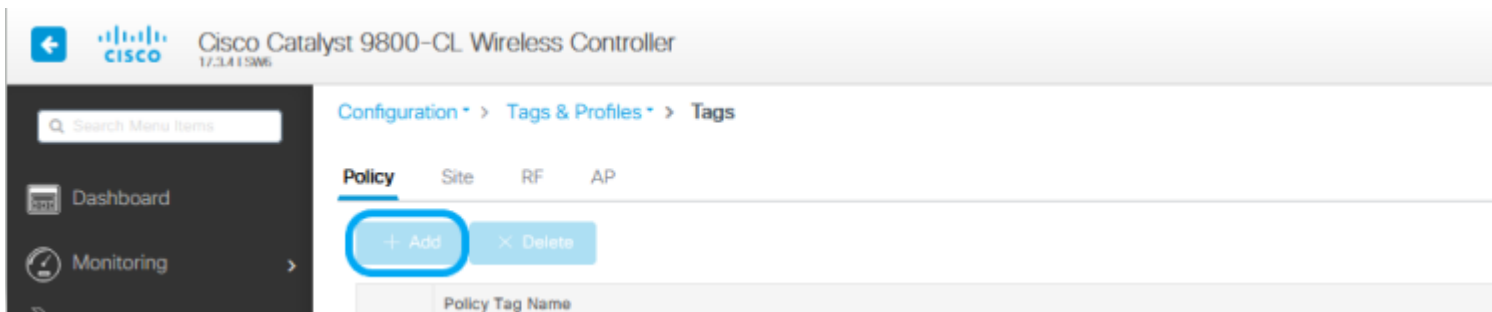 CISCO
Cisco Catalyst 9800-CL Wireless Controller
Search Menu Items
Configuration > Tags & Profiles > Tags
Policy Site RF AP
Dashboard
+ Add × Delete
Monitoring
Policy Tag Name